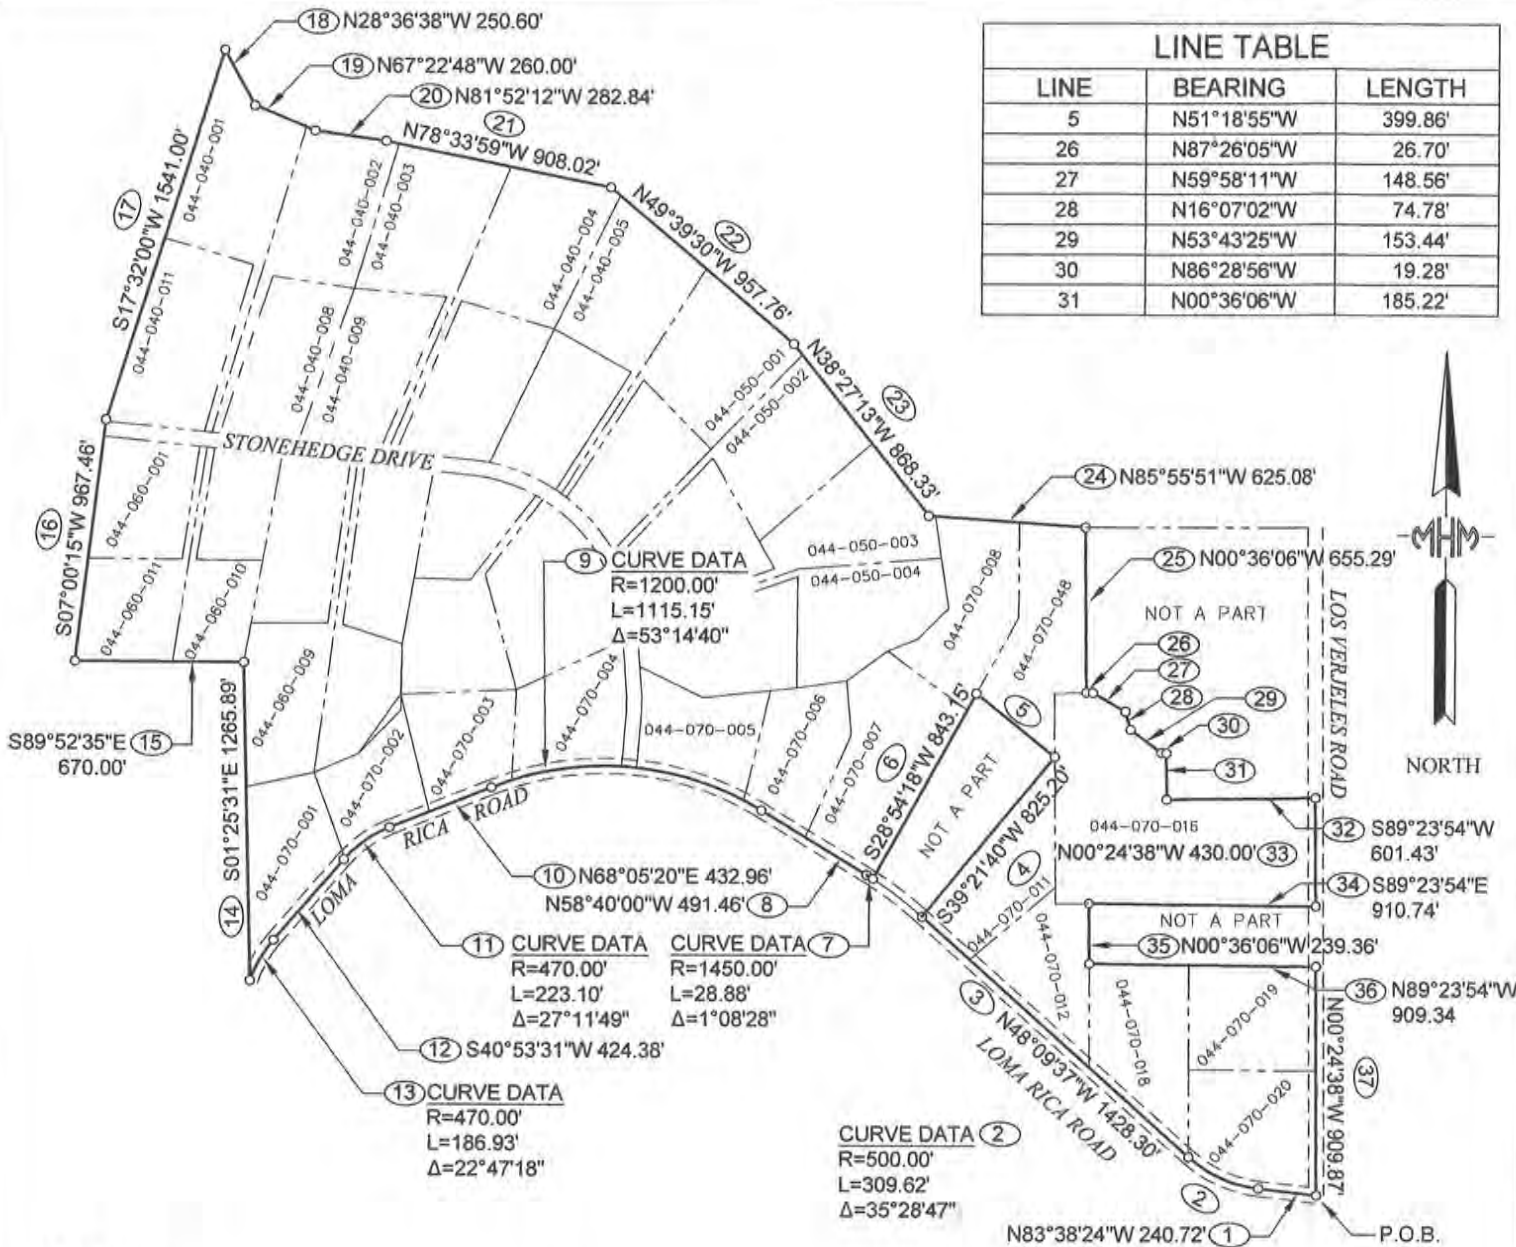 18 N28°36'38"W 250.60'
19 N67°22'48"W 260.00'
20 N81°52'12"W 282.84'
21
N78°33'59"W 908.02'
LINE TABLE
LINE BEARING LENGTH
5 N51°18'55"W 399.86'
26 N87°26'05"W 26.70'
27 N59°58'11"W 148.56'
28 N16°07'02"W 74.78'
29 N53°43'25"W 153.44'
30 N86°28'56"W 19.28'
31 N00°36'06"W 185.22'
17
S17°32'00"W 1541.00'
044-040-001
044-040-011
044-040-002
044-040-003
044-040-004
044-040-005
044-040-008
044-040-009
22
N49°39'30"W 957.76'
044-050-001
044-050-002
23
N38°27'13"W 868.33'
STONEHEDGE DRIVE
16
S07°00'15"W 967.46'
044-060-001
044-060-011
044-060-010
044-060-009
24 N85°55'51"W 625.08'
25 N00°36'06"W 655.29'
NOT A PART
LOS VERJELES ROAD
MHM
NORTH
9 CURVE DATA
R=1200.00'
L=1115.15'
Δ=53°14'40"
044-050-003
044-050-004
044-070-008
044-070-048
26
27
28
29
30
31
S89°52'35"E 15
670.00'
14
S01°25'31"E 1265.89'
044-070-001
044-070-002
044-070-003
044-070-004
044-070-005
044-070-006
044-070-007
6
S28°54'18"W 843.15'
5
NOT A PART
S39°21'40"W 825.20'
4
044-070-016
32 S89°23'54"W
601.43'
N00°24'38"W 430.00' 33
34 S89°23'54"E
910.74'
NOT A PART
35 N00°36'06"W 239.36'
36 N89°23'54"W
909.34
LOMA RICA ROAD
10 N68°05'20"E 432.96'
N58°40'00"W 491.46' 8
11 CURVE DATA
R=470.00'
L=223.10'
Δ=27°11'49"
CURVE DATA 7
R=1450.00'
L=28.88'
Δ=1°08'28"
12 S40°53'31"W 424.38'
13 CURVE DATA
R=470.00'
L=186.93'
Δ=22°47'18"
044-070-011
044-070-012
044-070-018
044-070-019
044-070-020
3 N48°09'37"W 1428.30'
LOMA RICA ROAD
N00°24'38"W 909.87'
37
CURVE DATA 2
R=500.00'
L=309.62'
Δ=35°28'47"
2
N83°38'24"W 240.72' 1
P.O.B.